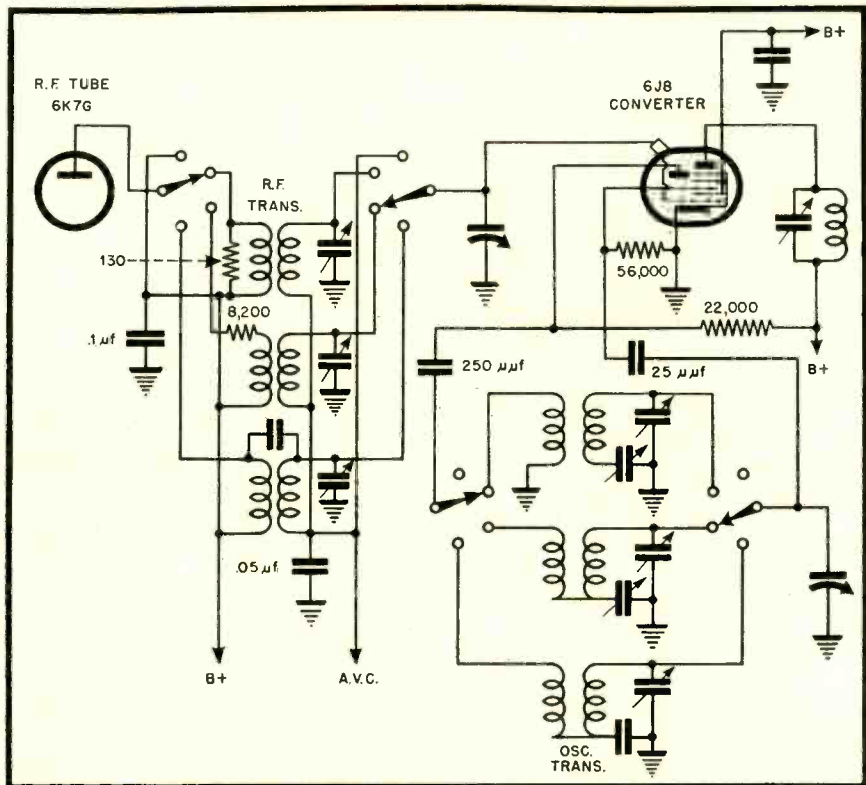 R.F. TUBE
6K7G
R.F.
TRANS.
130
8,200
.1 μf
.05 μf
B+
A.V.C.
6J8
CONVERTER
B+
56,000
22,000
250 μμf
25 μμf
B+
OSC.
TRANS.